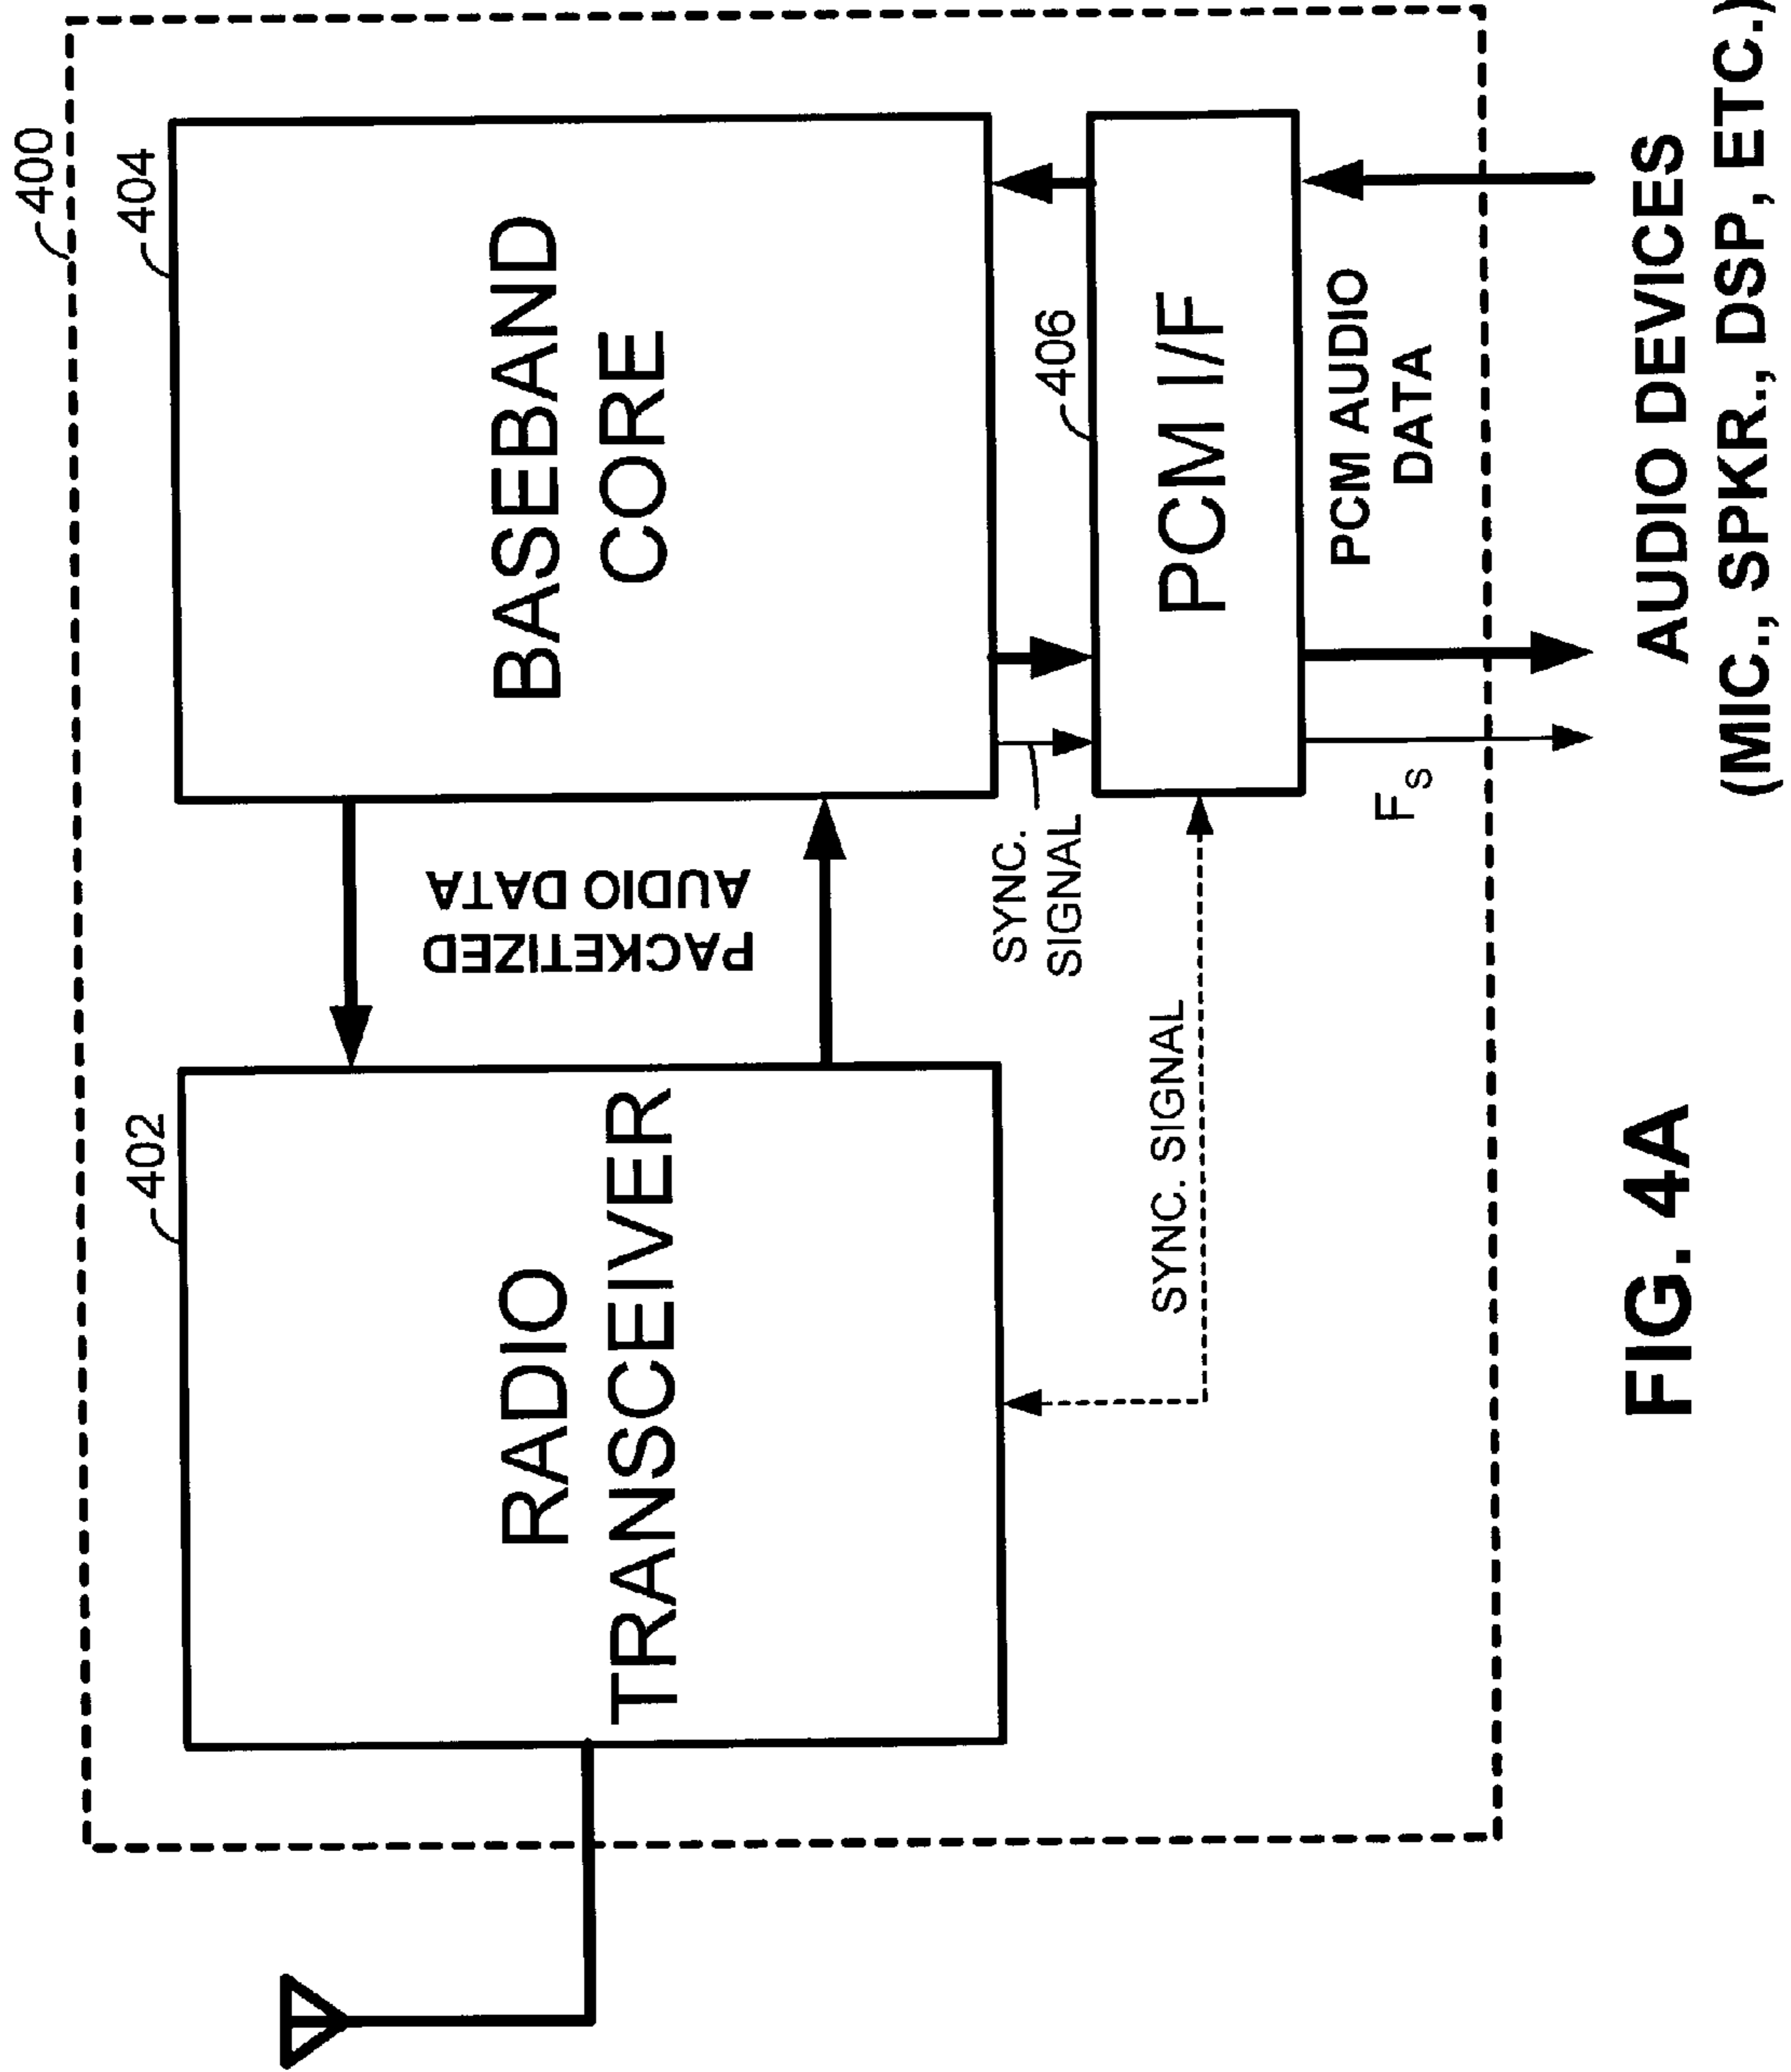 400
402
404
RADIO
TRANSCEIVER
PACKETIZED
AUDIO DATA
BASEBAND
CORE
SYNC.
SIGNAL
406
SYNC. SIGNAL
PCM I/F
F S
PCM AUDIO
DATA
AUDIO DEVICES
(MIC., SPKR., DSP, ETC.)
FIG. 4A